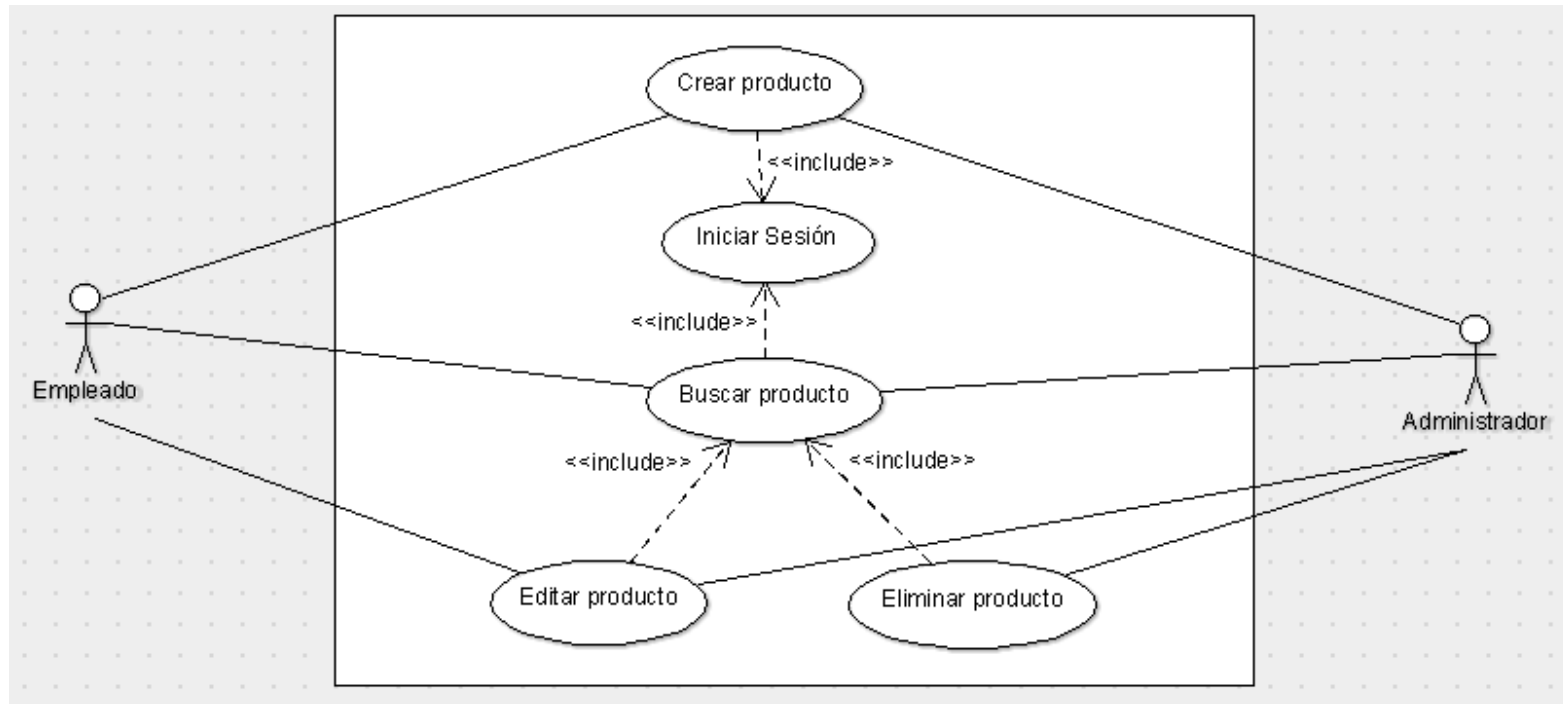 Crear producto
<<include>>
Iniciar Sesión
<<include>>
Empleado
Buscar producto
Administrador
<<include>>
<<include>>
Editar producto
Eliminar producto